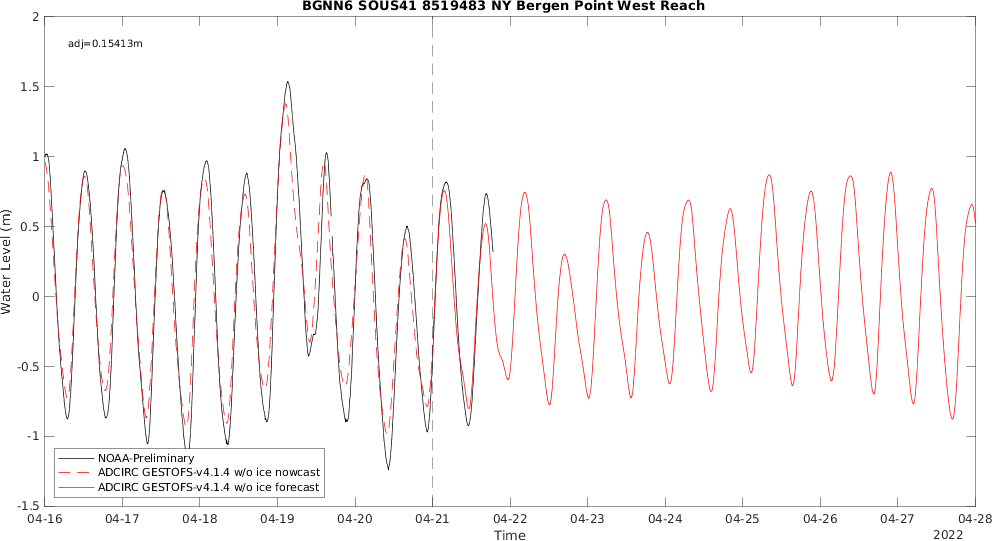 BGNN6 SOUS41 8519483 NY Bergen Point West Reach
2
adj=0.15413m
1.5
1
0.5
0
-0.5
-1
-1.5
Water Level (m)
NOAA-Preliminary
ADCIRC GESTOFS-v4.1.4 w/o ice nowcast
ADCIRC GESTOFS-v4.1.4 w/o ice forecast
04-16 04-17 04-18 04-19 04-20 04-21 04-22 04-23 04-24 04-25 04-26 04-27 04-28
Time
2022